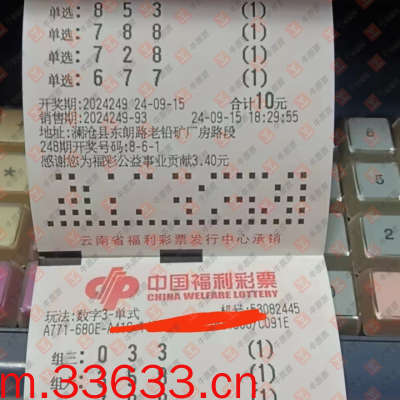 单选: 8 5 3 (1)
单选: 7 8 8 (1)
单选: 7 2 8 (1)
单选: 6 7 7 (1)
开奖期:2024249 24-09-15 合计10元
销售期:2024249-93 24-09-15 18:29:55
地址:澜沧县东朗路老铅矿厂房路段
248期开奖号码:8-6-1
感谢您为福彩公益事业贡献3.40元
云南省福利彩票发行中心承销
中国福利彩票
CHINA WELFARE LOTTERY
玩法:数字3-单式 机号:53082445
A771-680E- /C091E
组三: 0 3 3 (1)
m.33633.cn